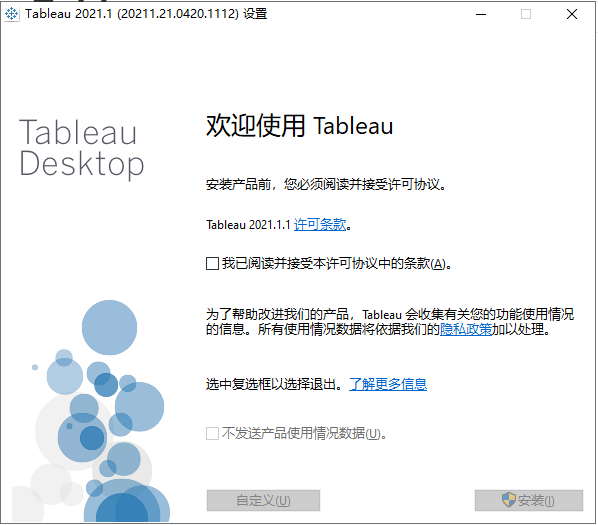 Tableau 2021.1 (20211.21.0420.1112) 设置
Tableau
Desktop
欢迎使用 Tableau
安装产品前，您必须阅读并接受许可协议。
Tableau 2021.1.1 许可条款。
我已阅读并接受本许可协议中的条款(A)。
为了帮助改进我们的产品，Tableau 会收集有关您的功能使用情况
的信息。所有使用情况数据将依据我们的隐私政策加以处理。
选中复选框以选择退出。了解更多信息
不发送产品使用情况数据(U)。
自定义(U)
安装(I)